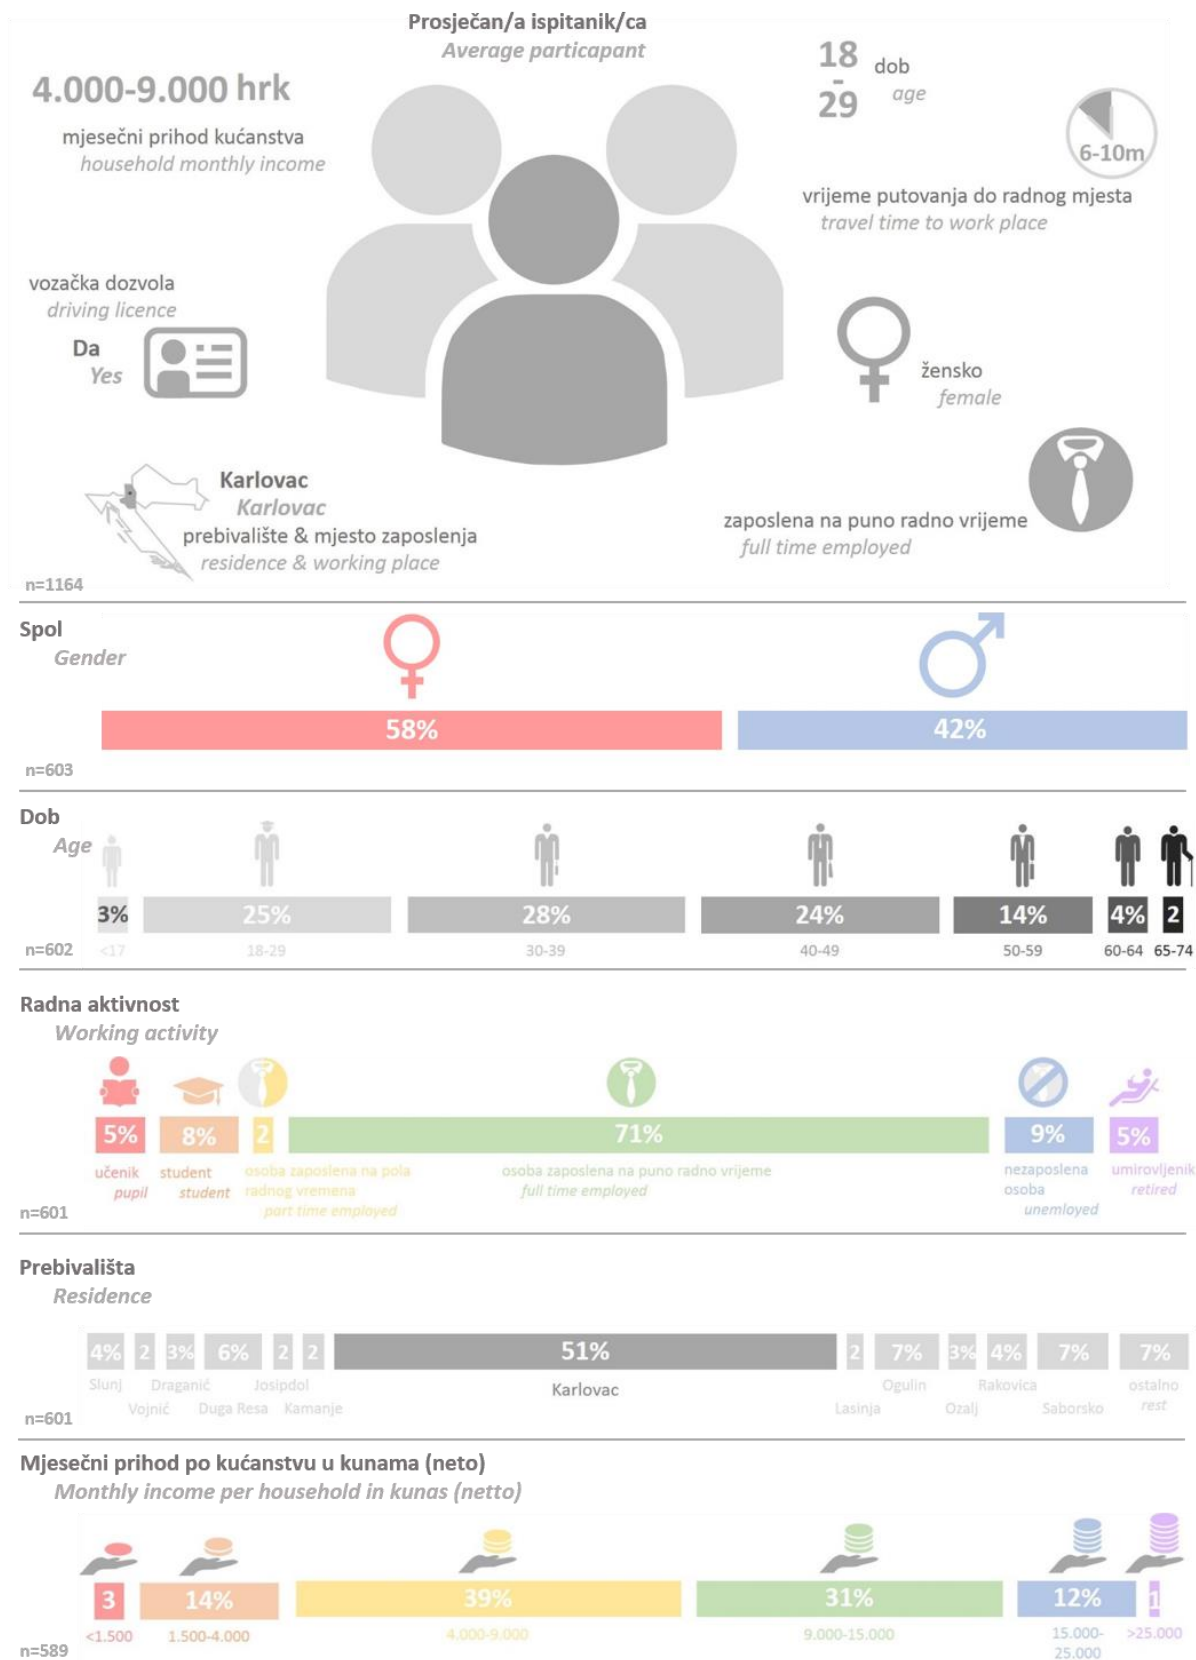 Prosječan/a ispitanik/ca
Average particapant
4.000-9.000 hrk
mjesečni prihod kućanstva
household monthly income
18
-
29
dob
age
6-10m
vrijeme putovanja do radnog mjesta
travel time to work place
vozačka dozvola
driving licence
Da
Yes
žensko
female
Karlovac
Karlovac
prebivalište & mjesto zaposlenja
residence & working place
zaposlena na puno radno vrijeme
full time employed
n=1164
Spol
Gender
58%
42%
n=603
Dob
Age
3%
25%
28%
24%
14%
4%
2
n=602
<17
18-29
30-39
40-49
50-59
60-64
65-74
Radna aktivnost
Working activity
5%
8%
2
71%
9%
5%
učenik
pupil
student
student
osoba zaposlena na pola
radnog vremena
part time employed
osoba zaposlena na puno radno vrijeme
full time employed
nezaposlena
osoba
unemloyed
umirovljenik
retired
n=601
Prebivališta
Residence
4%
2
3%
6%
2
2
51%
2
7%
3%
4%
7%
7%
Slunj
Vojnić
Draganić
Duga Resa
Josipdol
Kamanje
Karlovac
Lasinja
Ogulin
Ozalj
Rakovica
Saborsko
ostalno
rest
n=601
Mjesečni prihod po kućanstvu u kunama (neto)
Monthly income per household in kunas (netto)
3
14%
39%
31%
12%
1
<1.500
1.500-4.000
4.000-9.000
9.000-15.000
15.000-
25.000
>25.000
n=589